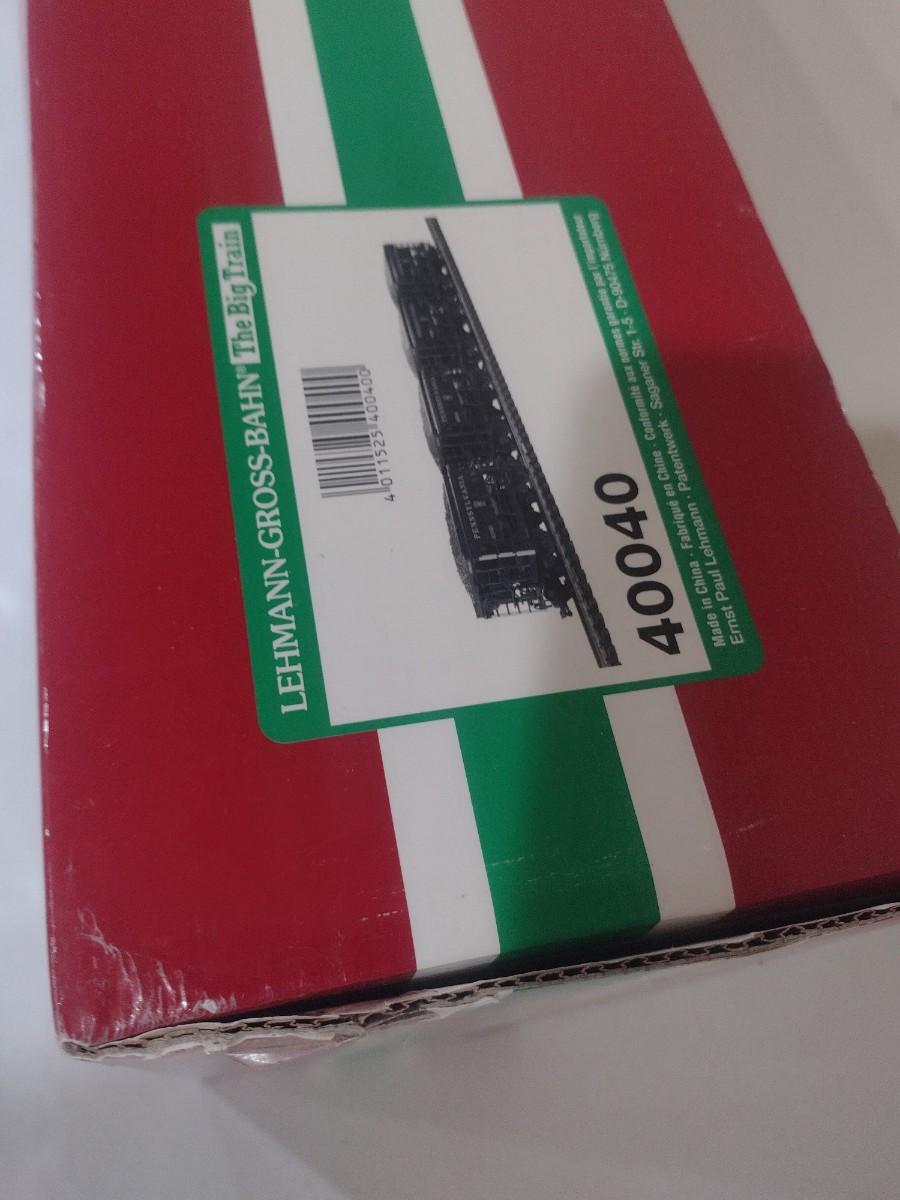 LEHMANN-GROSS-BAHN® The Big Train
4 011525 400400
PENNSYLVANIA
40040
Made in China · Fabriqué en Chine · Conformité aux normes garantie par l'importateur
Ernst Paul Lehmann · Patentwerk · Saganer Str. 1-5 · D-90475 Nürnberg